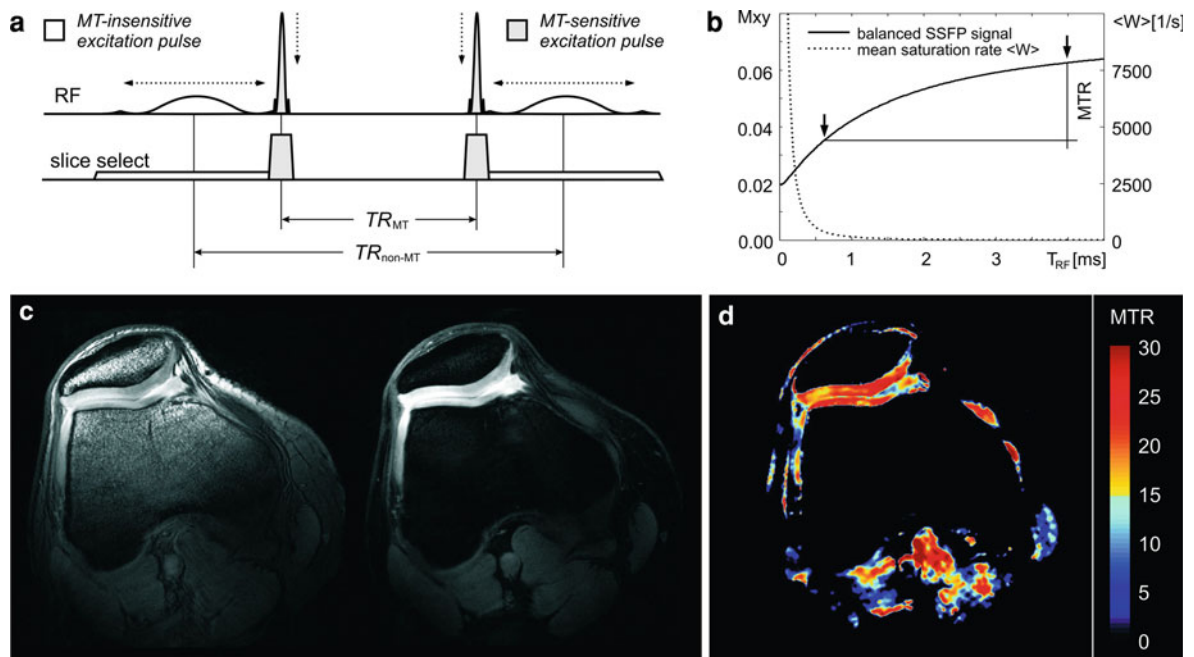 a
MT-insensitive
excitation pulse
MT-sensitive
excitation pulse
RF
slice select
TRMT
TRnon-MT
b
Mxy
<W> [1/s]
balanced SSFP signal
mean saturation rate <W>
0.06
0.04
0.02
0.00
7500
5000
2500
0
MTR
0
1
2
3
TRF [ms]
c
d
MTR
30
25
20
15
10
5
0